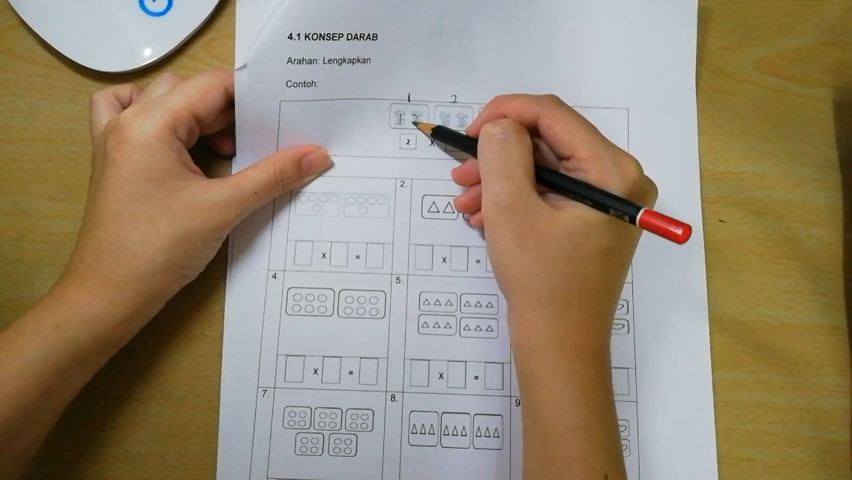 4.1 KONSEP DARAB
Arahan: Lengkapkan
Contoh:
1 2
2 X
2.
X = X =
4. 5.
X = X =
7. 8. 9